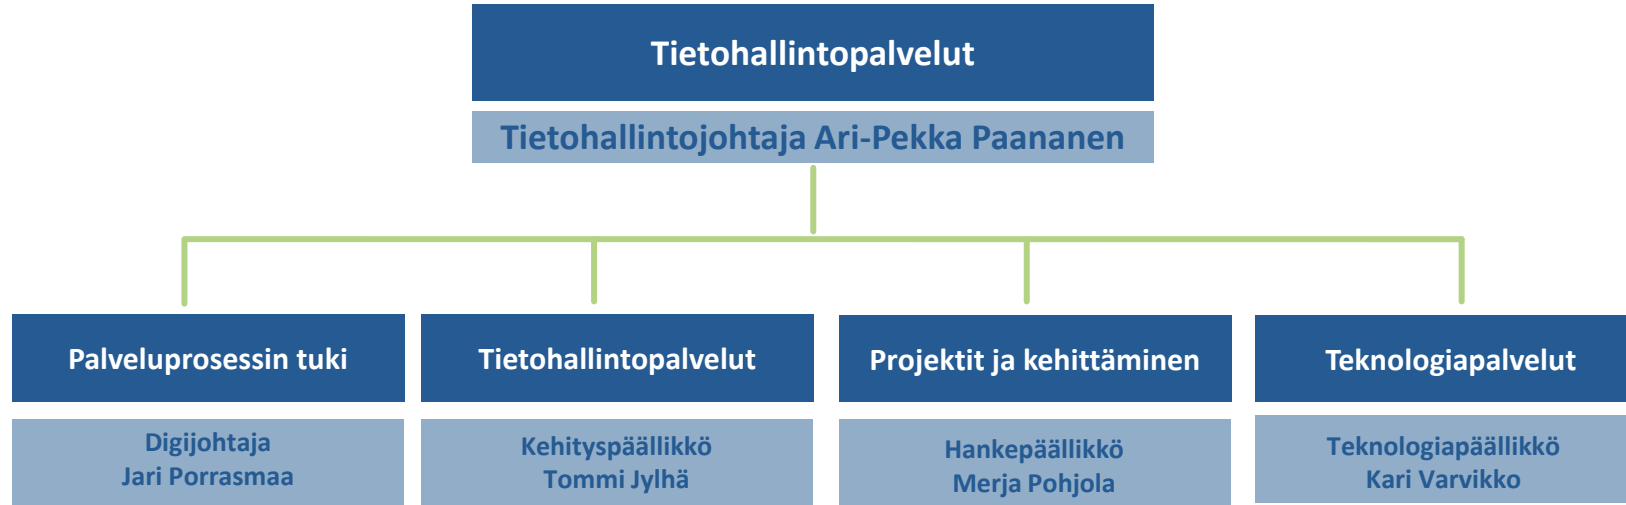 Tietohallintopalvelut
Tietohallintojohtaja Ari-Pekka Paananen
Palveluprosessin tuki
Digijohtaja
Jari Porrasmaa
Tietohallintopalvelut
Kehityspäällikkö
Tommi Jylhä
Projektit ja kehittäminen
Hankepäällikkö
Merja Pohjola
Teknologiapalvelut
Teknologiapäällikkö
Kari Varvikko